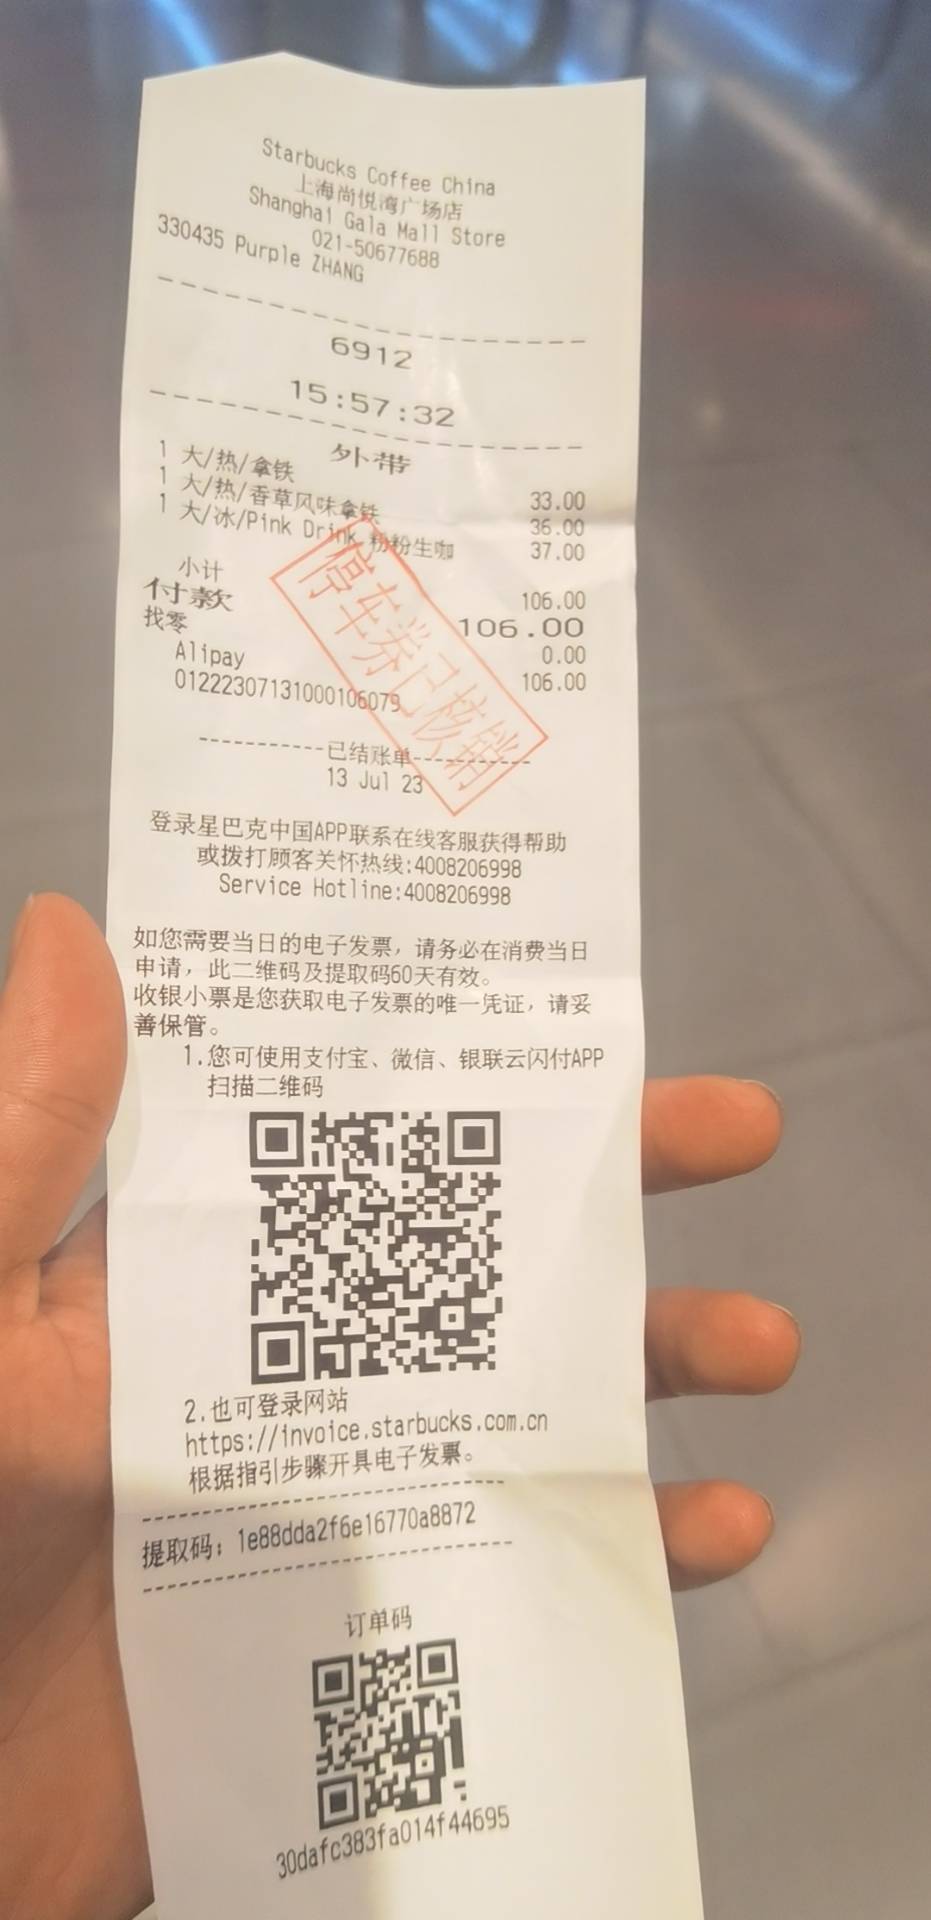 Starbucks Coffee China
上海尚悦湾广场店
Shanghai Gala Mall Store
021-50677688
330435 Purple ZHANG
6912
15:57:32
外带
1 大/热/拿铁 33.00
1 大/热/香草风味拿铁 36.00
1 大/冰/Pink Drink 粉粉生咖 37.00
小计 106.00
付款 106.00
找零 0.00
Alipay 106.00
01222307131000106079
停车券已核销
-----------已结账单-----------
13 Jul 23
登录星巴克中国APP联系在线客服获得帮助
或拨打顾客关怀热线:4008206998
Service Hotline:4008206998
如您需要当日的电子发票，请务必在消费当日
申请，此二维码及提取码60天有效。
收银小票是您获取电子发票的唯一凭证，请妥
善保管。
1.您可使用支付宝、微信、银联云闪付APP
扫描二维码
2.也可登录网站
https://invoice.starbucks.com.cn
根据指引步骤开具电子发票。
提取码：1e88dda2f6e16770a8872
订单码
30dafc383fa014f44695